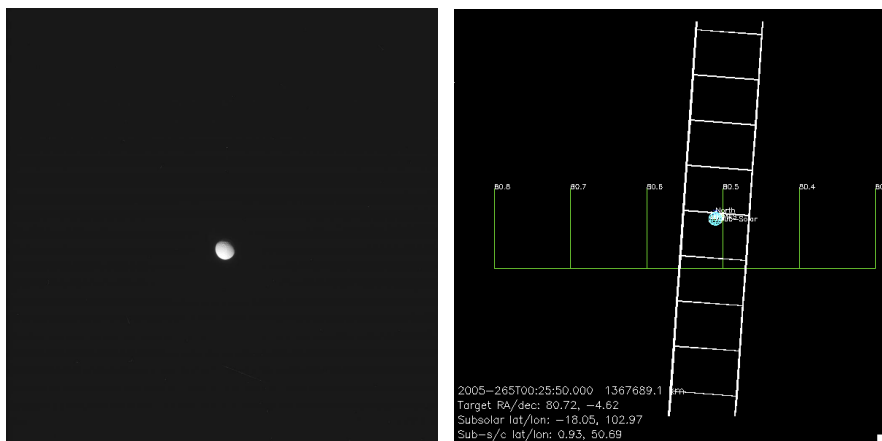 80.8 80.7 80.6 80.5 80.4
North
Sub-Solar
2005-265T00:25:50.000 1367689.1 km
Target RA/dec: 80.72, -4.62
Subsolar lat/lon: -18.05, 102.97
Sub-s/c lat/lon: 0.93, 50.69